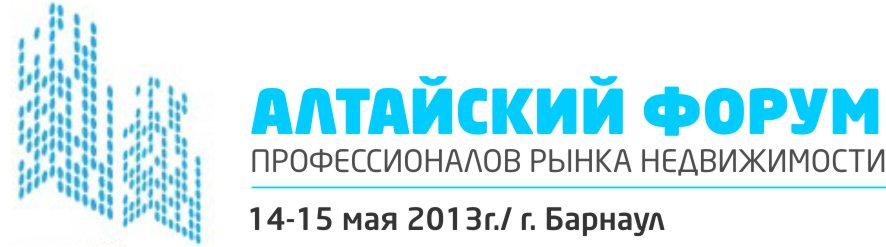 АЛТАЙСКИЙ ФОРУМ
ПРОФЕССИОНАЛОВ РЫНКА НЕДВИЖИМОСТИ
14-15 мая 2013г./ г. Барнаул